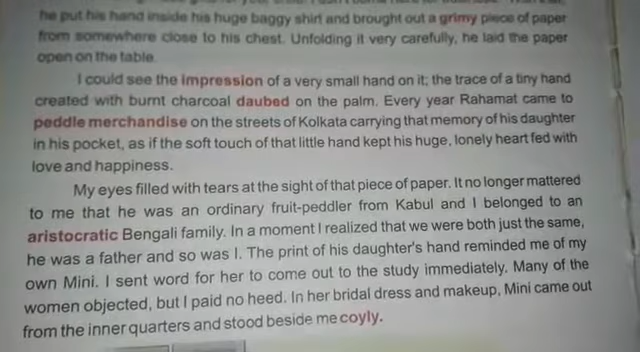 he put his hand inside his huge baggy shirt and brought out a grimy piece of paper
from somewhere close to his chest. Unfolding it very carefully, he laid the paper
open on the table.
I could see the impression of a very small hand on it; the trace of a tiny hand
created with burnt charcoal daubed on the palm. Every year Rahamat came to
peddle merchandise on the streets of Kolkata carrying that memory of his daughter
in his pocket, as if the soft touch of that little hand kept his huge, lonely heart fed with
love and happiness.
My eyes filled with tears at the sight of that piece of paper. It no longer mattered
to me that he was an ordinary fruit-peddler from Kabul and I belonged to an
aristocratic Bengali family. In a moment I realized that we were both just the same,
he was a father and so was I. The print of his daughter's hand reminded me of my
own Mini. I sent word for her to come out to the study immediately. Many of the
women objected, but I paid no heed. In her bridal dress and makeup, Mini came out
from the inner quarters and stood beside me coyly.